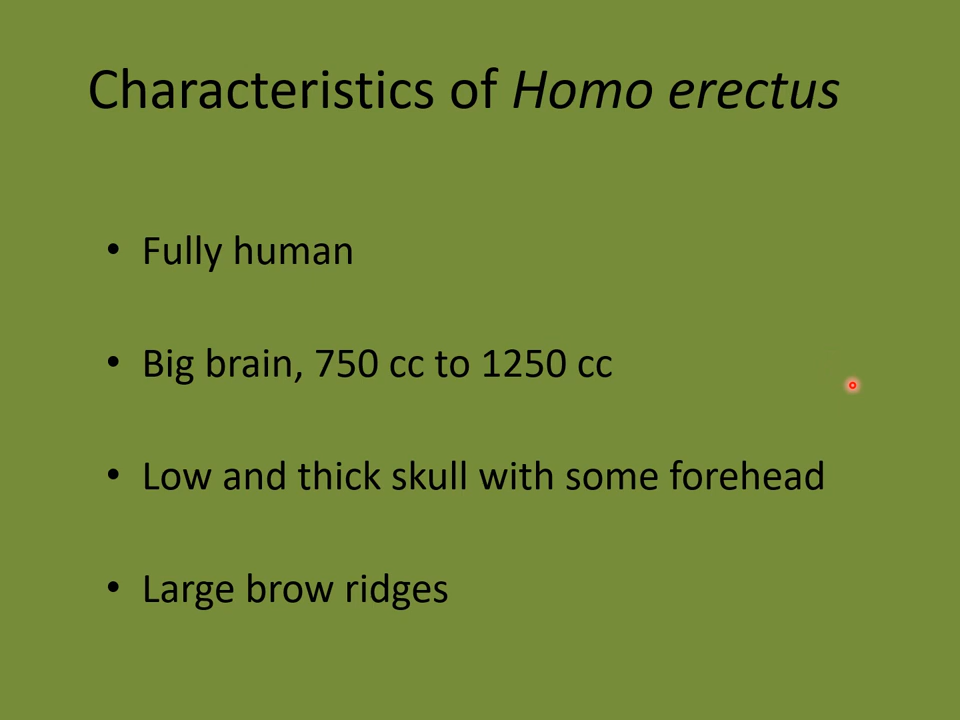 Characteristics of Homo erectus
• Fully human
• Big brain, 750 cc to 1250 cc
• Low and thick skull with some forehead
• Large brow ridges